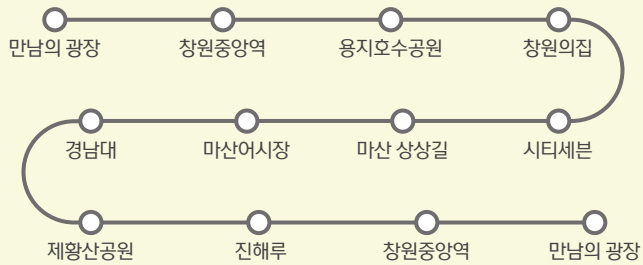 만남의 광장 창원중앙역 용지호수공원 창원의집
경남대 마산어시장 마산 상상길 시티세븐
제황산공원 진해루 창원중앙역 만남의 광장